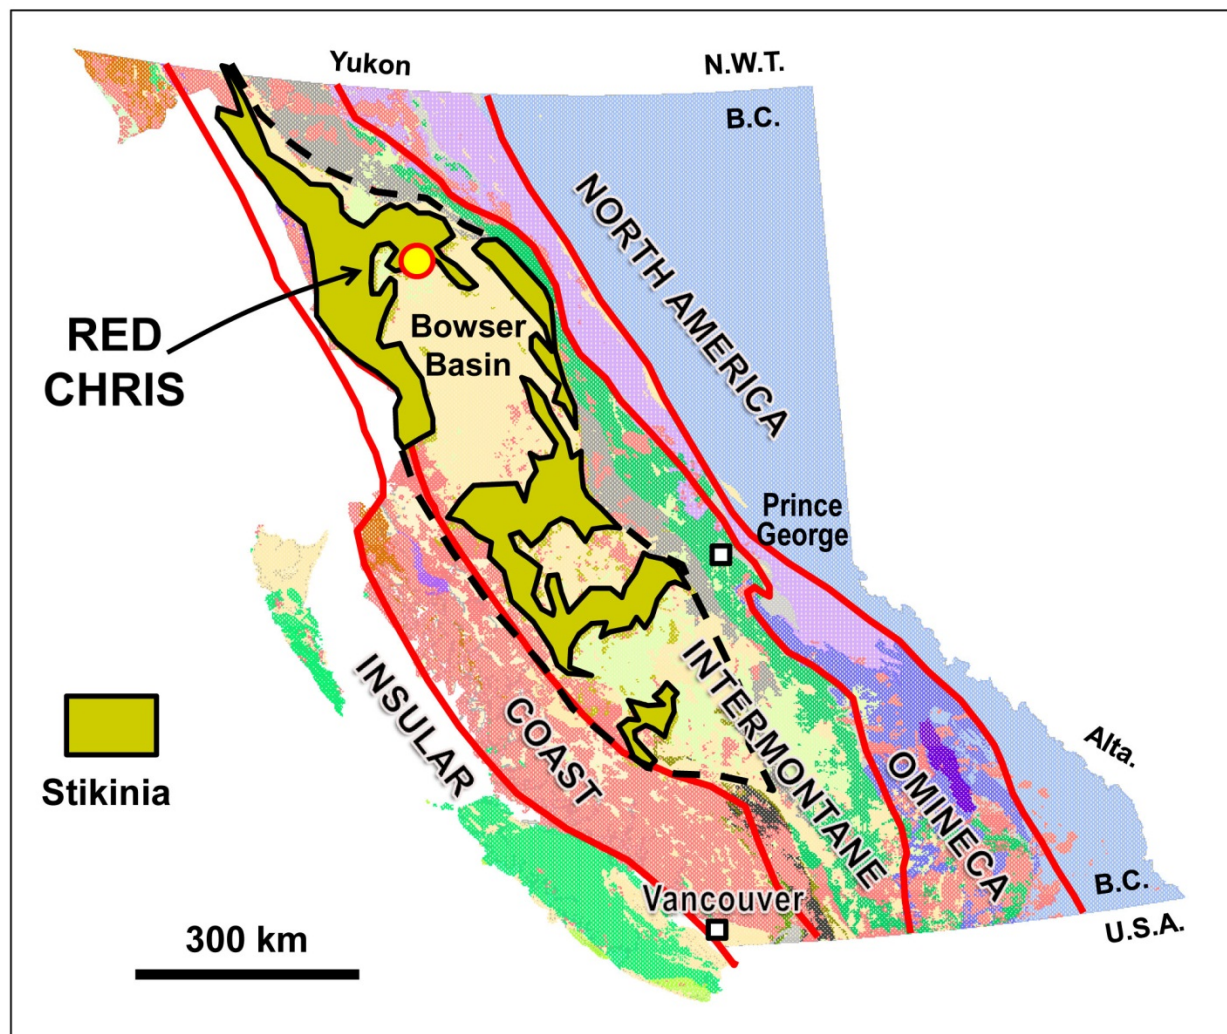 Yukon
N.W.T.
B.C.
NORTH AMERICA
RED
CHRIS
Bowser
Basin
Prince
George
INSULAR
COAST
INTERMONTANE
OMINECA
Stikinia
Alta.
Vancouver
B.C.
U.S.A.
300 km